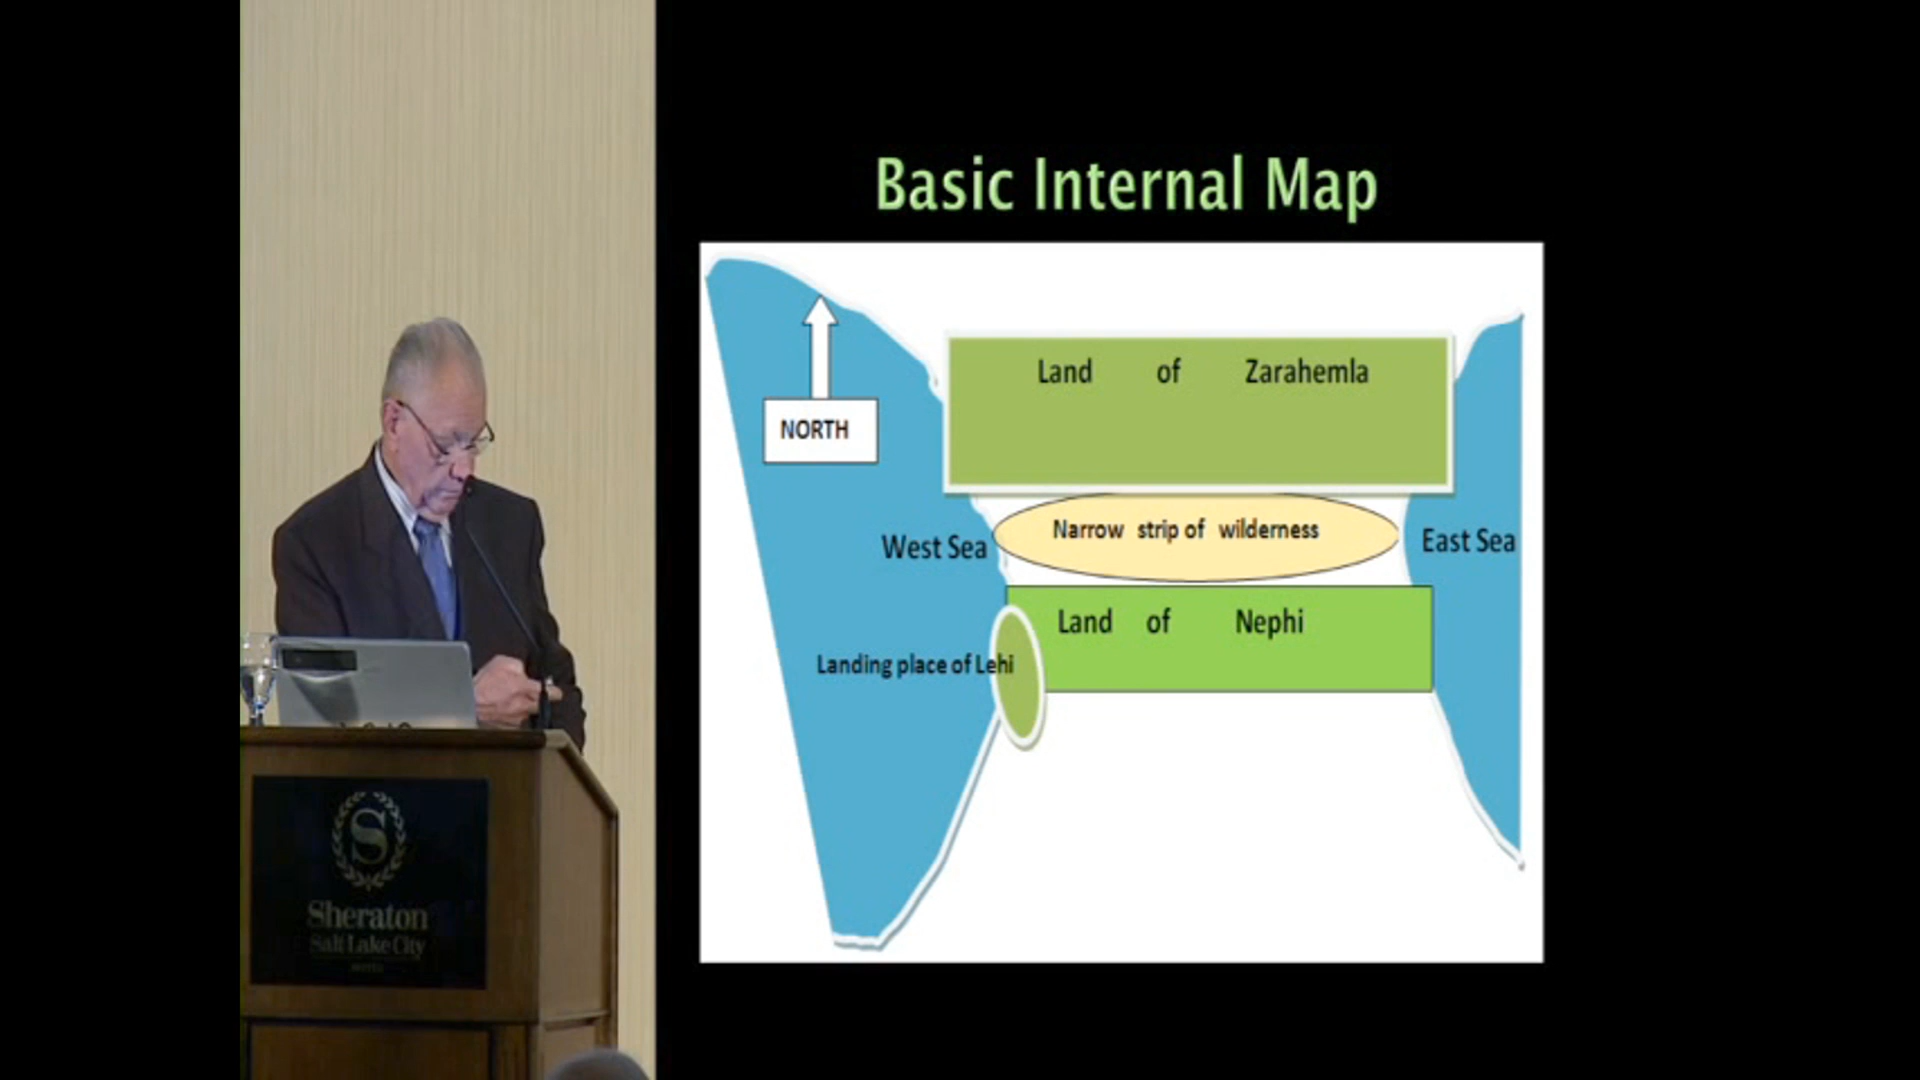 Basic Internal Map
Land of Zarahemla
NORTH
Narrow strip of wilderness
West Sea
East Sea
Land of Nephi
Landing place of Lehi
S
Sheraton
Salt Lake City
HOTEL